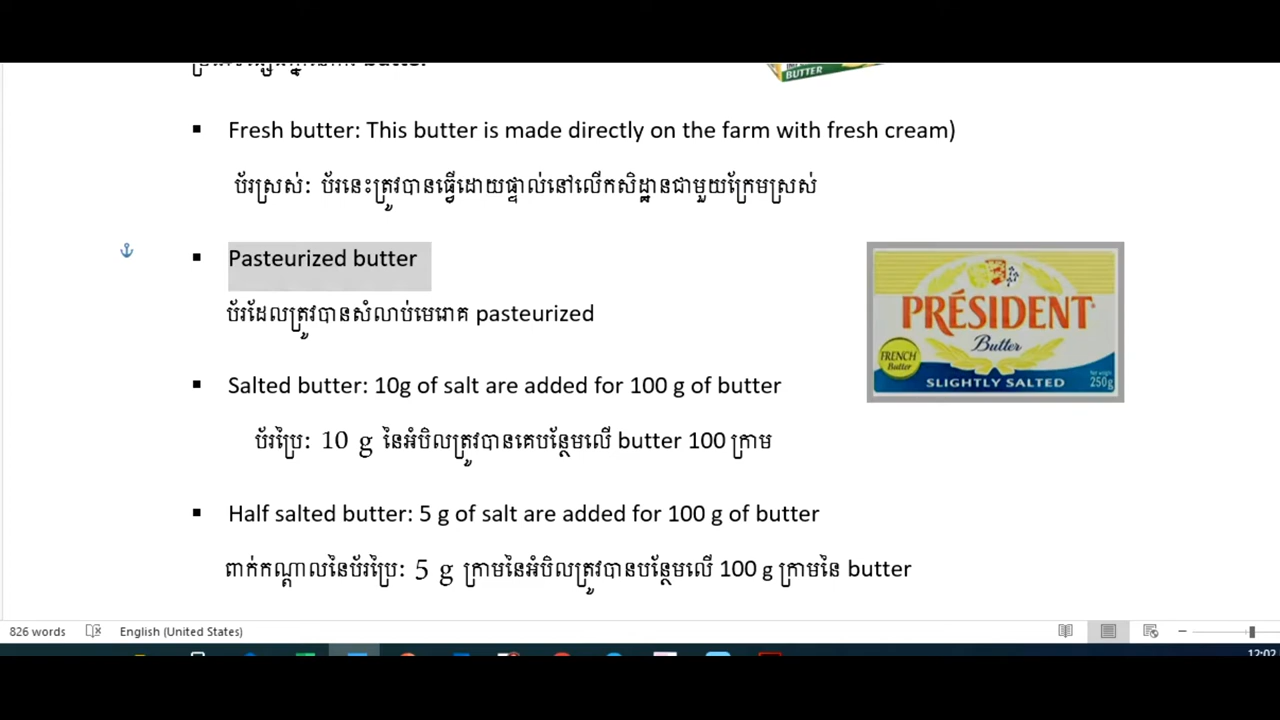 BUTTER
Fresh butter: This butter is made directly on the farm with fresh cream)
ប័រស្រស់: ប័រនេះត្រូវបានធ្វើដោយផ្ទាល់នៅលើកសិដ្ឋានជាមួយក្រែមស្រស់
Pasteurized butter
ប័រដែលត្រូវបានសំលាប់មេរោគ pasteurized
PRÉSIDENT
Butter
FRENCH
Butter
SLIGHTLY SALTED
250g
Salted butter: 10g of salt are added for 100 g of butter
ប័រប្រៃ: 10 g នៃអំបិលត្រូវបានគេបន្ថែមលើ butter 100 ក្រាម
Half salted butter: 5 g of salt are added for 100 g of butter
ពាក់កណ្តាលនៃប័រប្រៃ: 5 g ក្រាមនៃអំបិលត្រូវបានបន្ថែមលើ 100 g ក្រាមនៃ butter
826 words
English (United States)
12:02